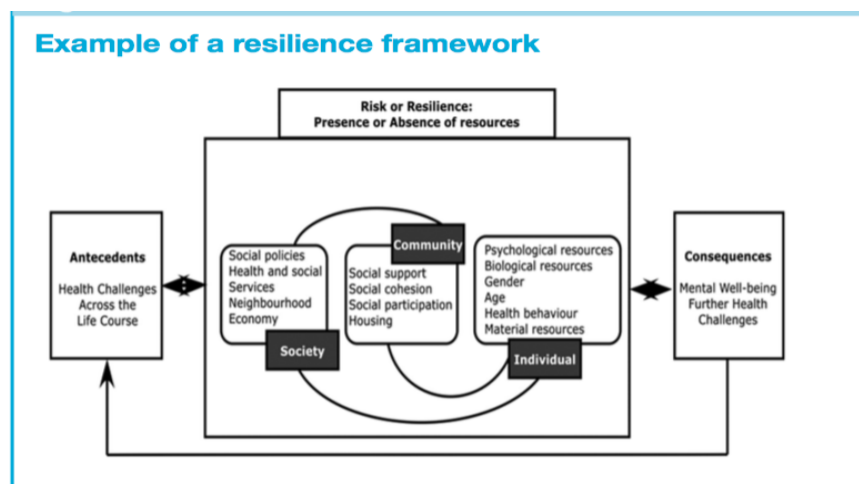 Example of a resilience framework
Risk or Resilience:
Presence or Absence of resources
Antecedents
Health Challenges
Across the
Life Course
Social policies
Health and social
Services
Neighbourhood
Economy
Society
Community
Social support
Social cohesion
Social participation
Housing
Psychological resources
Biological resources
Gender
Age
Health behaviour
Material resources
Individual
Consequences
Mental Well-being
Further Health
Challenges